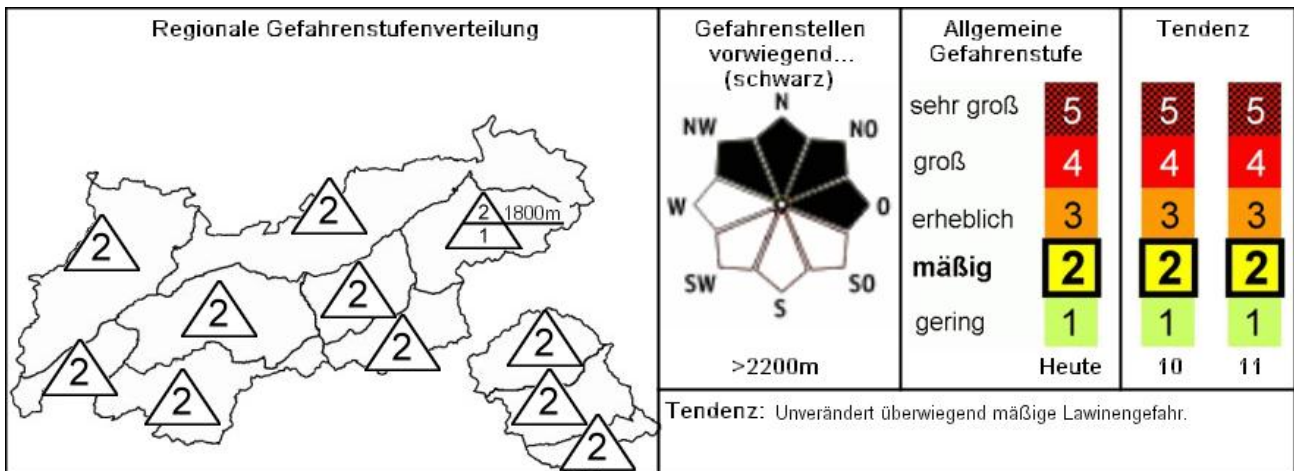 Regionale Gefahrenstufenverteilung
2
2
2
1800m
1
2
2
2
2
2
2
2
2
Gefahrenstellen
vorwiegend...
(schwarz)
N
NW
NO
W
O
SW
SO
S
>2200m
Allgemeine
Gefahrenstufe
Tendenz
sehr groß 5 5 5
groß 4 4 4
erheblich 3 3 3
mäßig 2 2 2
gering 1 1 1
Heute 10 11
Tendenz: Unverändert überwiegend mäßige Lawinengefahr.